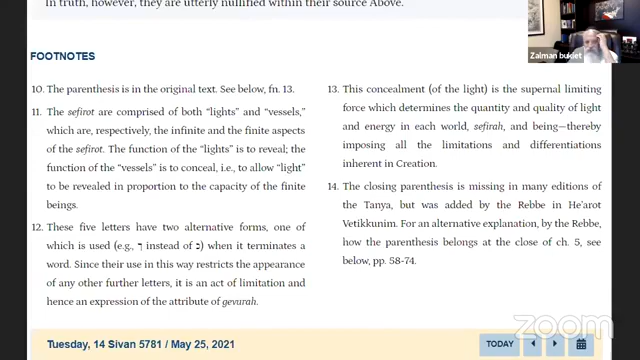 In truth, however, they are utterly nullified within their source Above.
FOOTNOTES
10. The parenthesis is in the original text. See below, fn. 13.
11. The sefirot are comprised of both "lights" and "vessels,"
which are, respectively, the infinite and the finite aspects
of the sefirot. The function of the "lights" is to reveal; the
function of the "vessels" is to conceal, i.e., to allow "light"
to be revealed in proportion to the capacity of the finite
beings.
12. These five letters have two alternative forms, one of
which is used (e.g., ך instead of כ) when it terminates a
word. Since their use in this way restricts the appearance
of any other further letters, it is an act of limitation and
hence an expression of the attribute of gevurah.
13. This concealment (of the light) is the supernal limiting
force which determines the quantity and quality of light
and energy in each world, sefirah, and being—thereby
imposing all the limitations and differentiations
inherent in Creation.
14. The closing parenthesis is missing in many editions of
the Tanya, but was added by the Rebbe in He'arot
Vetikkunim. For an alternative explanation, by the Rebbe,
how the parenthesis belongs at the close of ch. 5, see
below, pp. 58-74.
Tuesday, 14 Sivan 5781 / May 25, 2021
TODAY
zoom